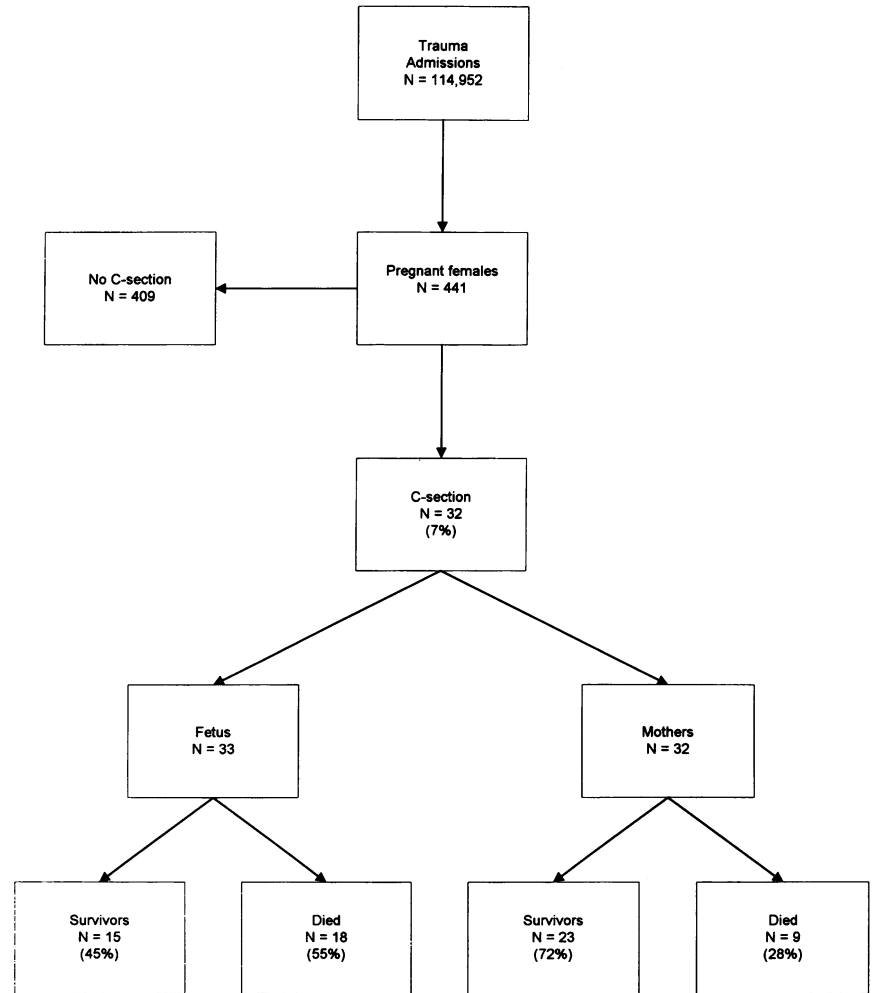 Trauma
Admissions
N = 114,952
No C-section
N = 409
Pregnant females
N = 441
C-section
N = 32
(7%)
Fetus
N = 33
Mothers
N = 32
Survivors
N = 15
(45%)
Died
N = 18
(55%)
Survivors
N = 23
(72%)
Died
N = 9
(28%)